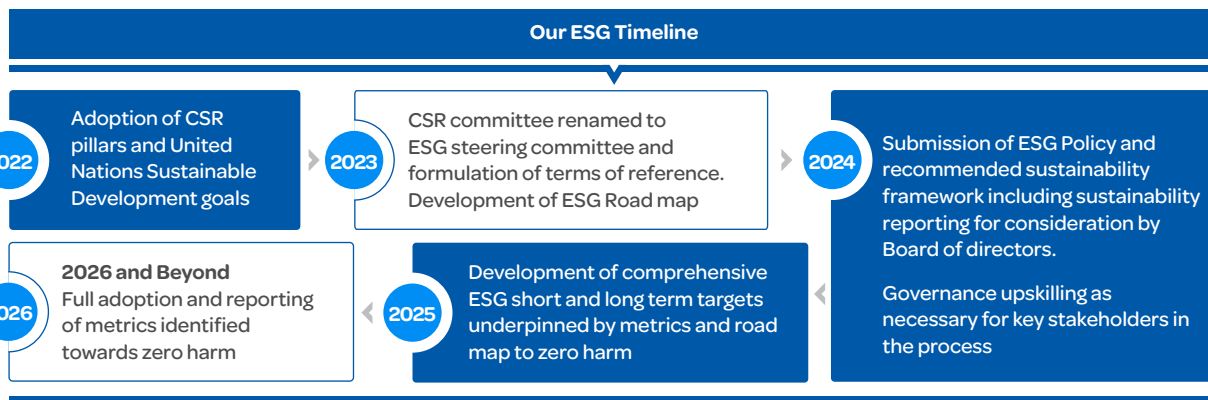 Our ESG Timeline
022
Adoption of CSR
pillars and United
Nations Sustainable
Development goals
2023
CSR committee renamed to
ESG steering committee and
formulation of terms of reference.
Development of ESG Road map
2024
Submission of ESG Policy and
recommended sustainability
framework including sustainability
reporting for consideration by
Board of directors.
Governance upskilling as
necessary for key stakeholders in
the process
2025
Development of comprehensive
ESG short and long term targets
underpinned by metrics and road
map to zero harm
026
2026 and Beyond
Full adoption and reporting
of metrics identified
towards zero harm